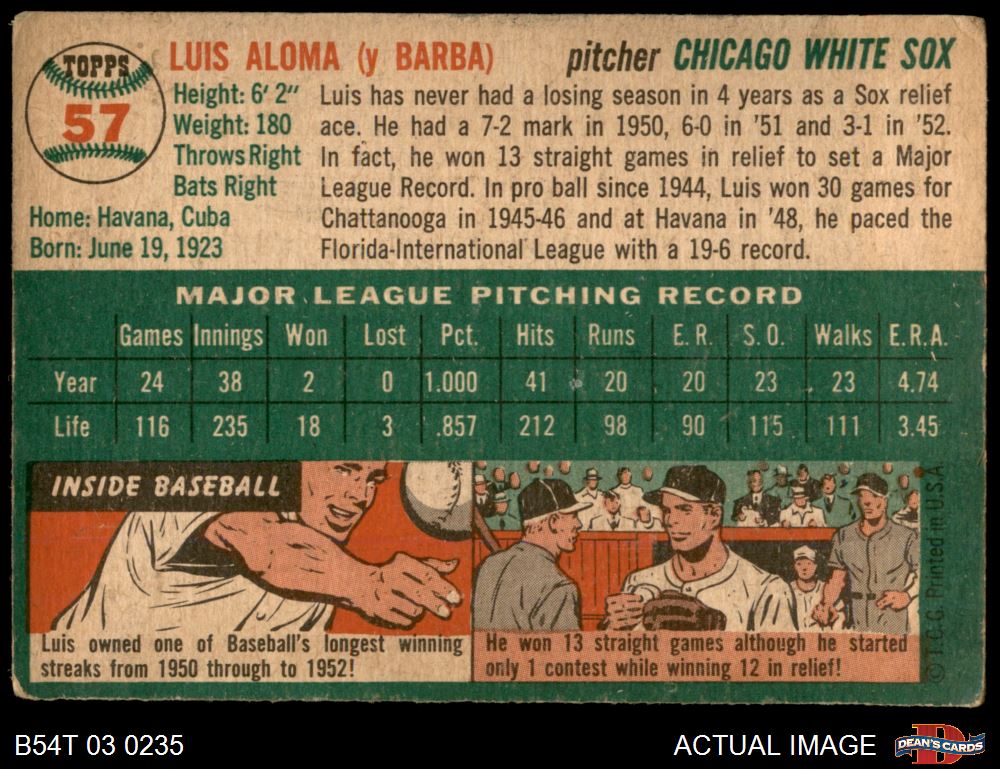 TOPPS
57
LUIS ALOMA (y BARBA) pitcher CHICAGO WHITE SOX
Height: 6' 2"
Weight: 180
Throws Right
Bats Right
Home: Havana, Cuba
Born: June 19, 1923
Luis has never had a losing season in 4 years as a Sox relief
ace. He had a 7-2 mark in 1950, 6-0 in '51 and 3-1 in '52.
In fact, he won 13 straight games in relief to set a Major
League Record. In pro ball since 1944, Luis won 30 games for
Chattanooga in 1945-46 and at Havana in '48, he paced the
Florida-International League with a 19-6 record.
MAJOR LEAGUE PITCHING RECORD
Games Innings Won Lost Pct. Hits Runs E.R. S.O. Walks E.R.A.
Year 24 38 2 0 1.000 41 20 20 23 23 4.74
Life 116 235 18 3 .857 212 98 90 115 111 3.45
INSIDE BASEBALL
Luis owned one of Baseball's longest winning
streaks from 1950 through to 1952!
He won 13 straight games although he started
only 1 contest while winning 12 in relief!
© T.C.G. Printed in U.S.A.
B54T 03 0235
ACTUAL IMAGE
DEAN'S CARDS